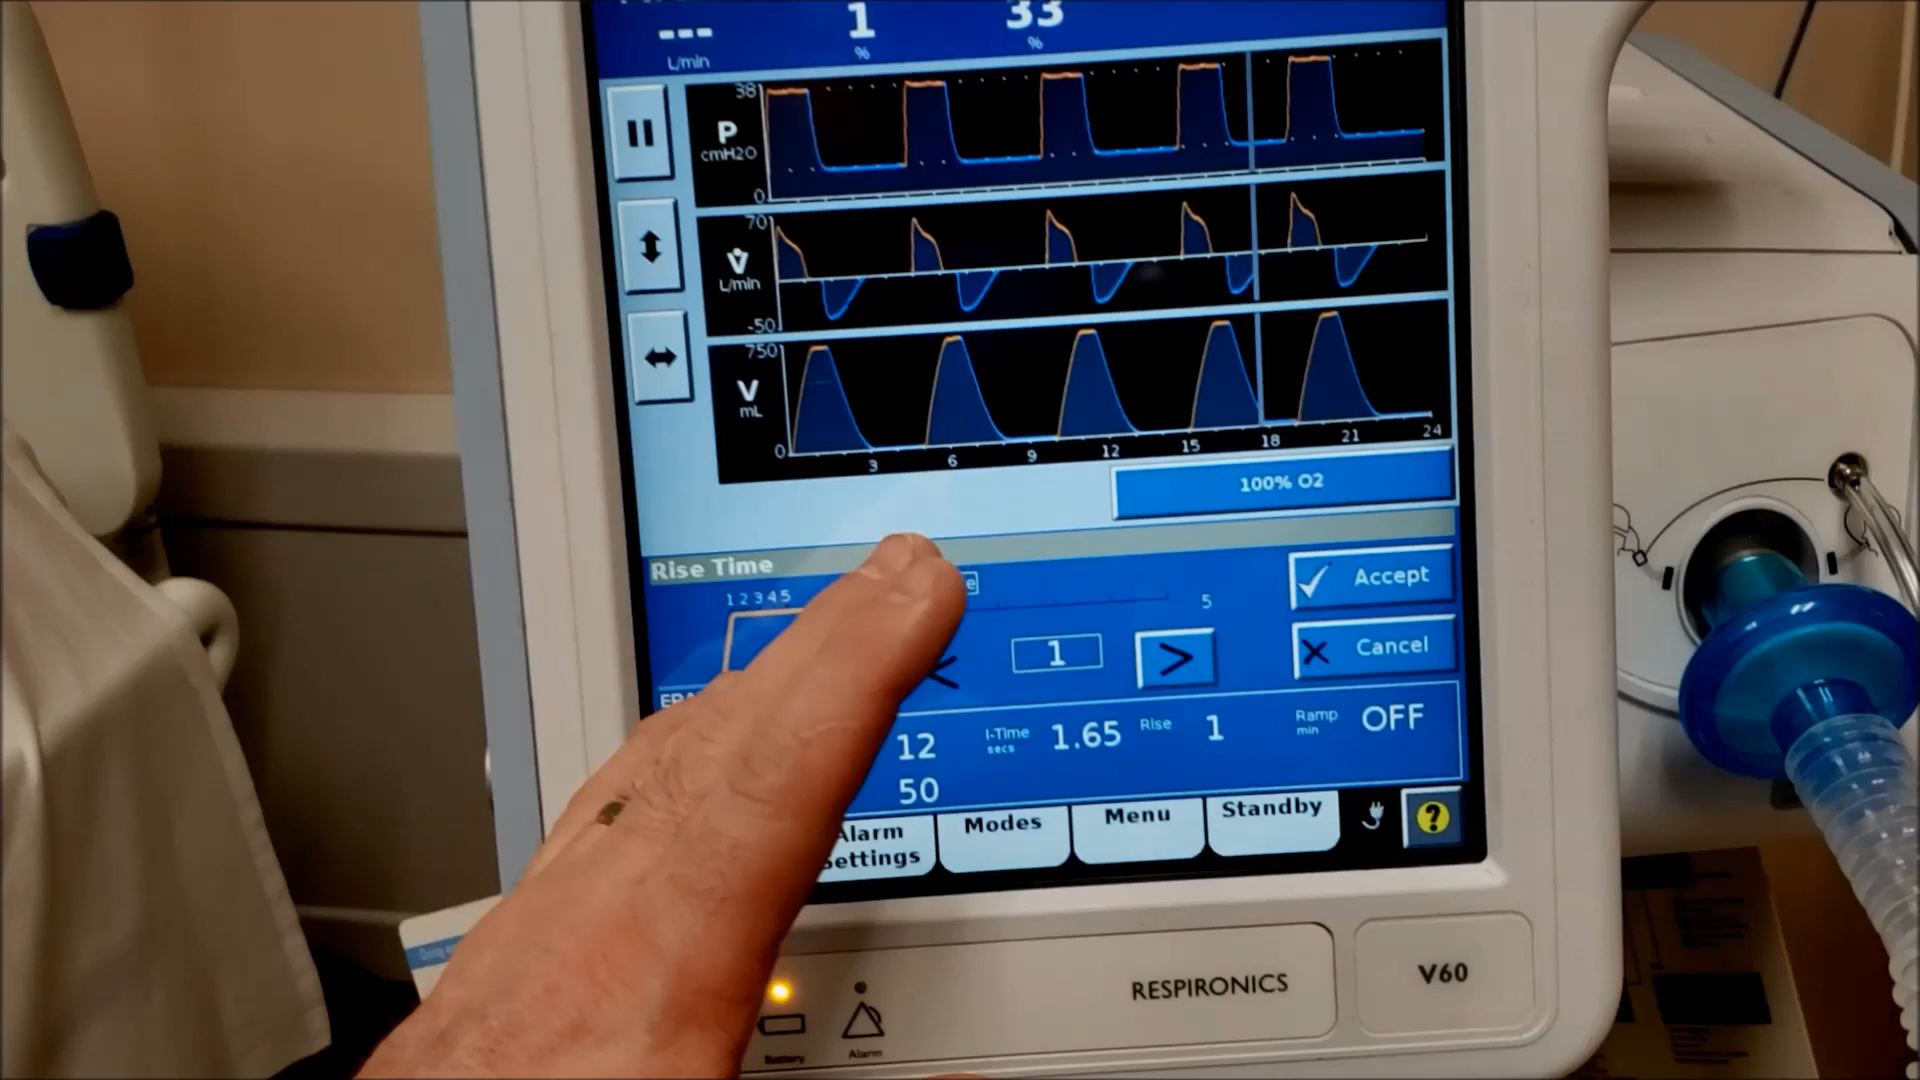 --- 1 33
L/min % %
38
P
cmH2O
0
70
V̇
L/min
-50
750
V
mL
0
3 6 9 12 15 18 21 24
100% O2
Rise Time
1 2 3 4 5
5
Accept
< 1 >
Cancel
12 I-Time secs 1.65 Rise 1 Ramp min OFF
50
Alarm Settings
Modes
Menu
Standby
?
RESPIRONICS
V60
Battery
Alarm